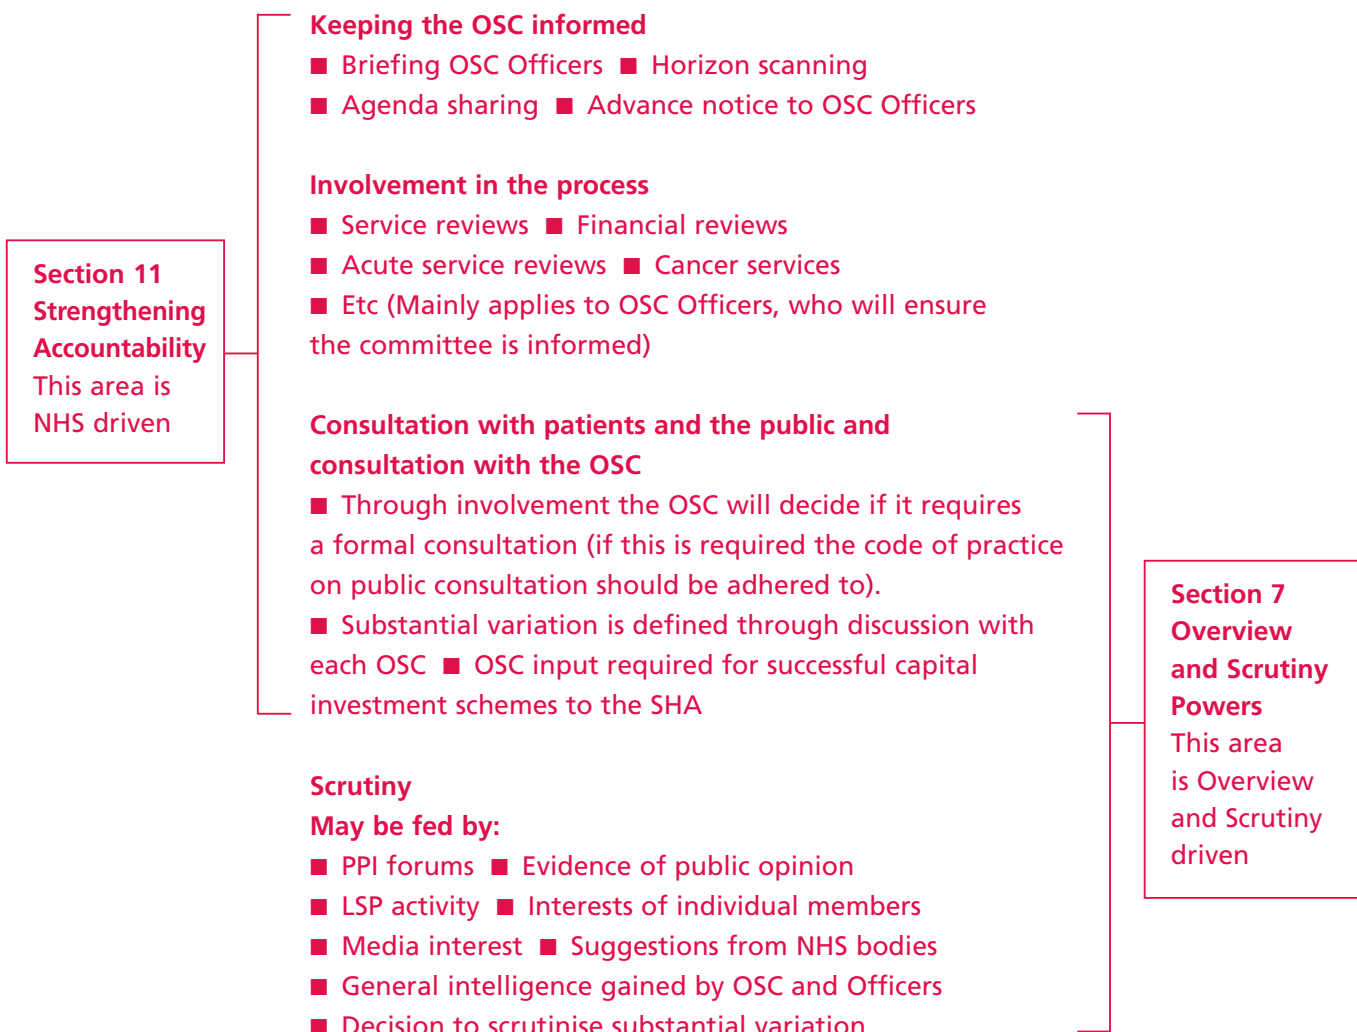 Keeping the OSC informed
■ Briefing OSC Officers ■ Horizon scanning
■ Agenda sharing ■ Advance notice to OSC Officers
Involvement in the process
■ Service reviews ■ Financial reviews
■ Acute service reviews ■ Cancer services
■ Etc (Mainly applies to OSC Officers, who will ensure
the committee is informed)
Section 11
Strengthening
Accountability
This area is
NHS driven
Consultation with patients and the public and
consultation with the OSC
■ Through involvement the OSC will decide if it requires
a formal consultation (if this is required the code of practice
on public consultation should be adhered to).
■ Substantial variation is defined through discussion with
each OSC ■ OSC input required for successful capital
investment schemes to the SHA
Section 7
Overview
and Scrutiny
Powers
This area
is Overview
and Scrutiny
driven
Scrutiny
May be fed by:
■ PPI forums ■ Evidence of public opinion
■ LSP activity ■ Interests of individual members
■ Media interest ■ Suggestions from NHS bodies
■ General intelligence gained by OSC and Officers
■ Decision to scrutinise substantial variation